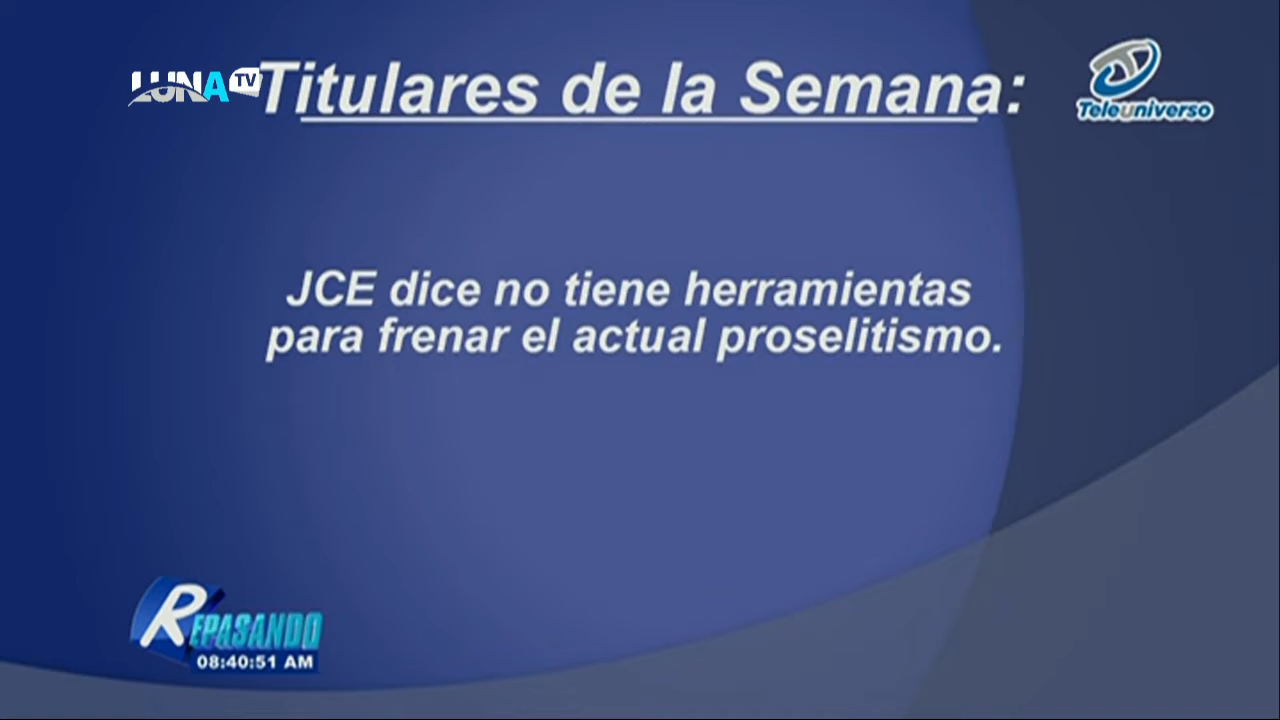 LUNA TV
Titulares de la Semana:
Teleuniverso
JCE dice no tiene herramientas
para frenar el actual proselitismo.
REPASANDO
08:40:51 AM